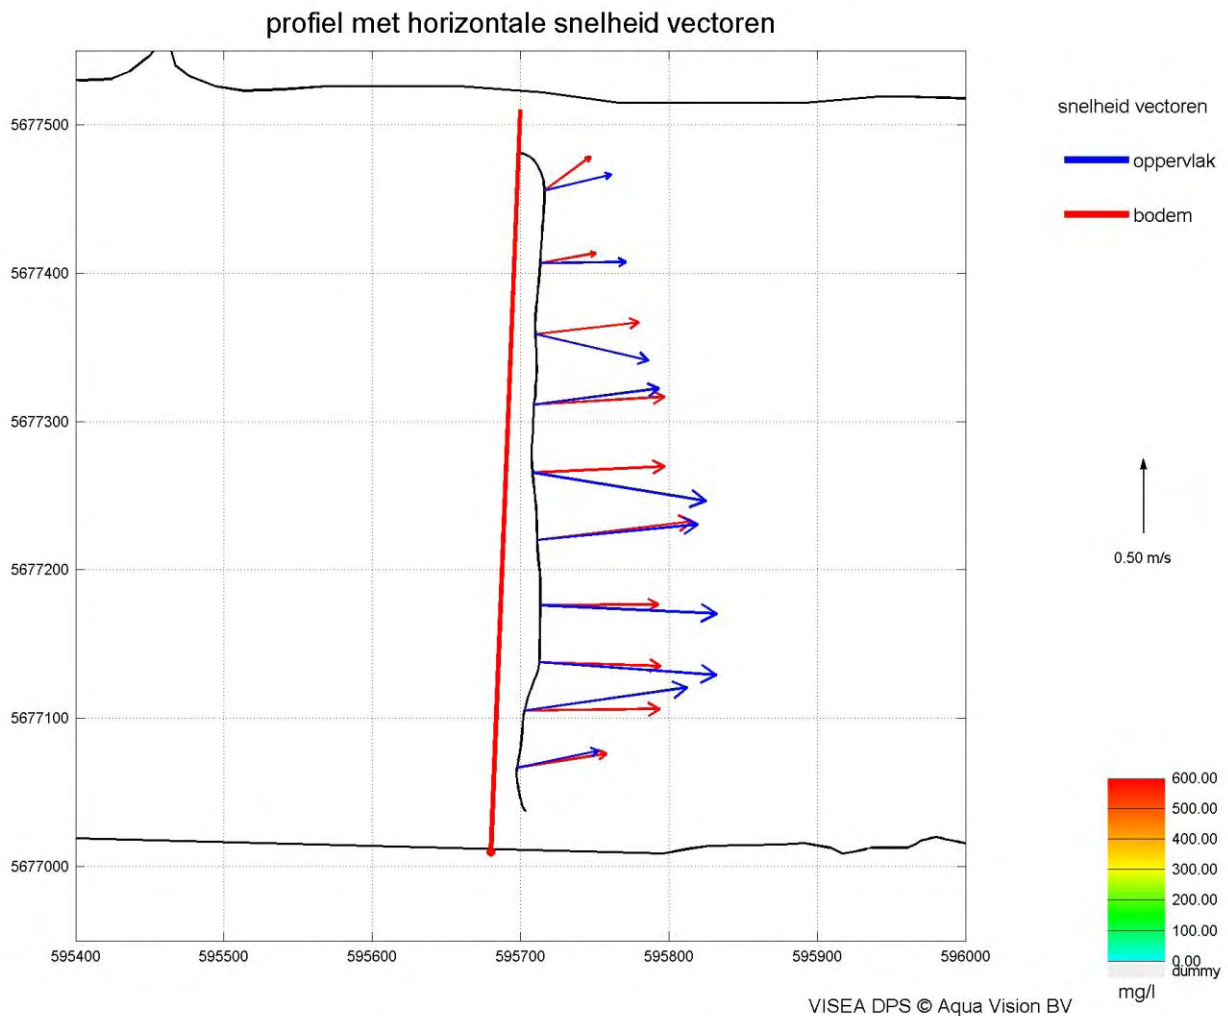 profiel met horizontale snelheid vectoren
snelheid vectoren
oppervlak
bodem
5677500
5677400
5677300
5677200
5677100
5677000
0.50 m/s
600.00
500.00
400.00
300.00
200.00
100.00
0.00
dummy
mg/l
595400 595500 595600 595700 595800 595900 596000
VISEA DPS © Aqua Vision BV